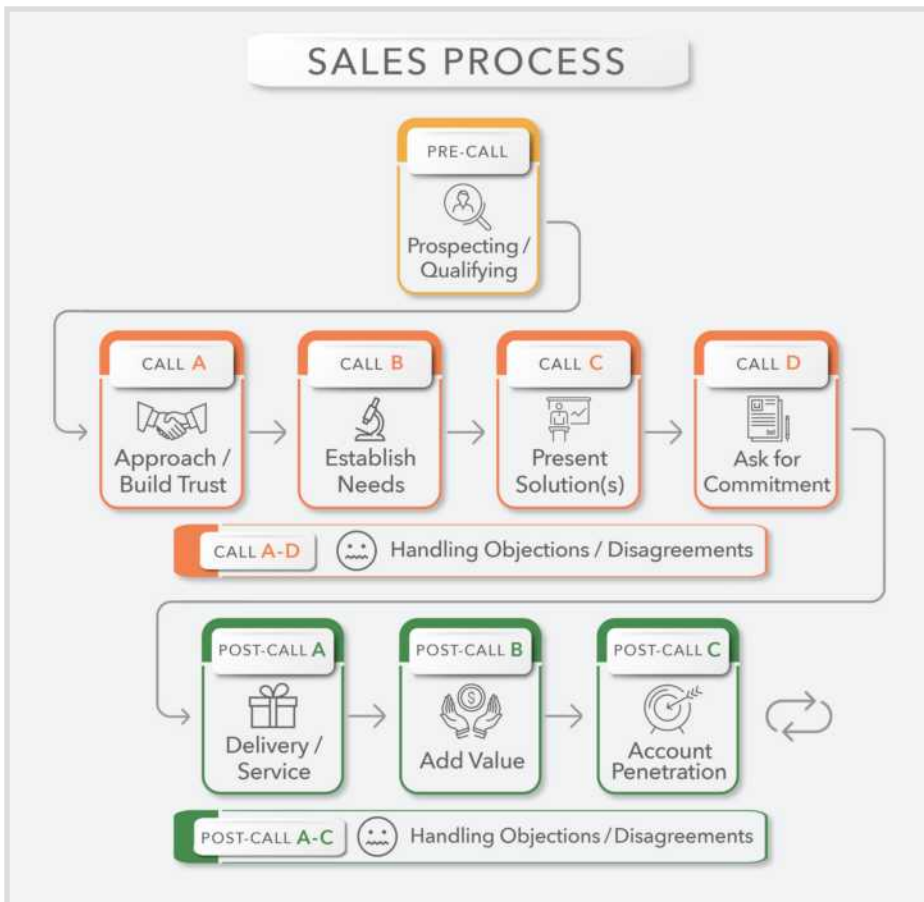 SALES PROCESS
PRE-CALL
Prospecting /
Qualifying
CALL A
Approach /
Build Trust
CALL B
Establish
Needs
CALL C
Present
Solution(s)
CALL D
Ask for
Commitment
CALL A-D
Handling Objections / Disagreements
POST-CALL A
Delivery /
Service
POST-CALL B
Add Value
POST-CALL C
Account
Penetration
POST-CALL A-C
Handling Objections / Disagreements